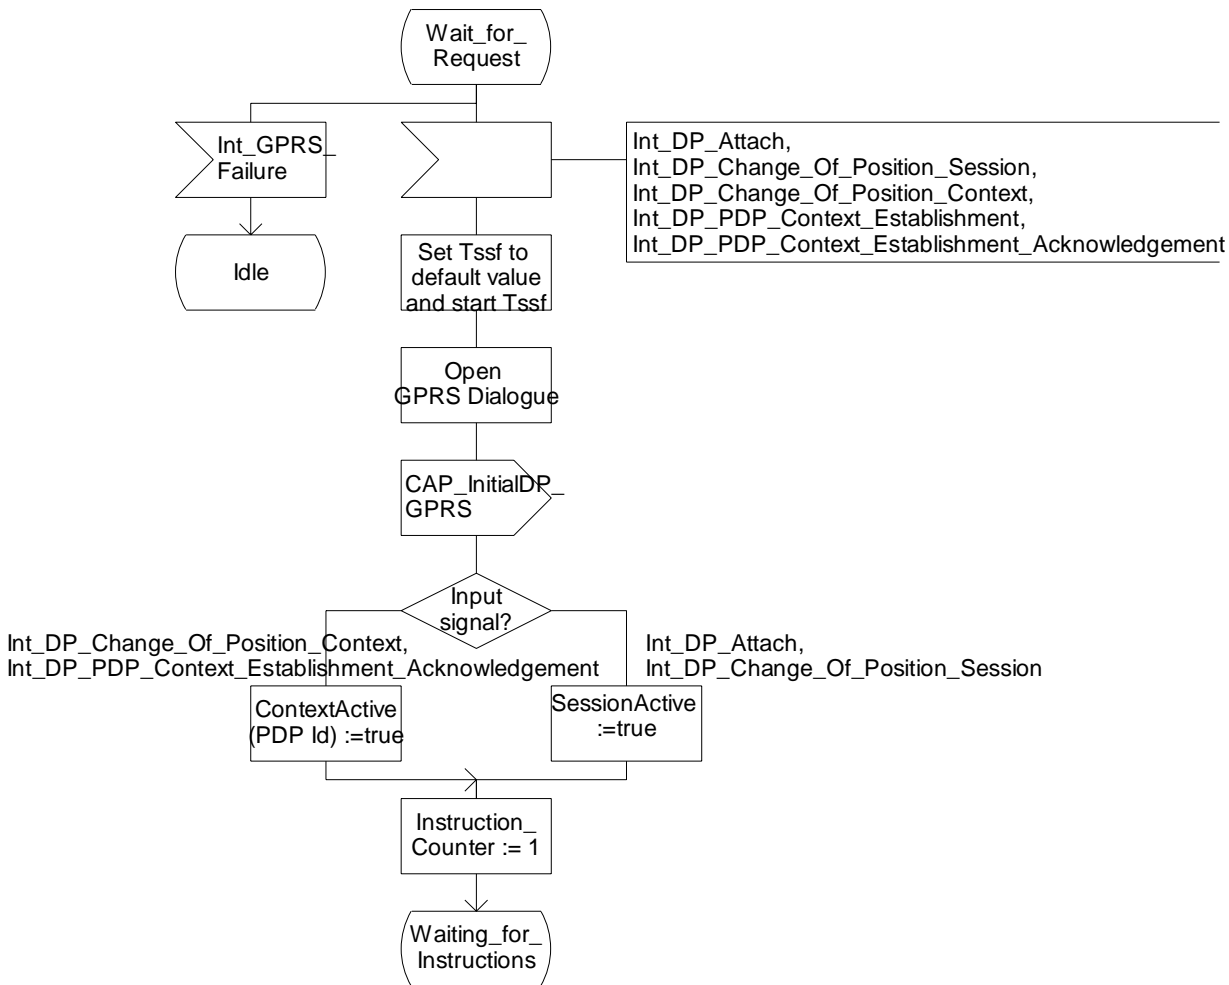 Wait_for_
Request
Int_GPRS_
Failure
Int_DP_Attach,
Int_DP_Change_Of_Position_Session,
Int_DP_Change_Of_Position_Context,
Int_DP_PDP_Context_Establishment,
Int_DP_PDP_Context_Establishment_Acknowledgement
Idle
Set Tssf to
default value
and start Tssf
Open
GPRS Dialogue
CAP_InitialDP_
GPRS
Input
signal?
Int_DP_Change_Of_Position_Context,
Int_DP_PDP_Context_Establishment_Acknowledgement
Int_DP_Attach,
Int_DP_Change_Of_Position_Session
ContextActive
(PDP Id) :=true
SessionActive
:=true
Instruction_
Counter := 1
Waiting_for_
Instructions